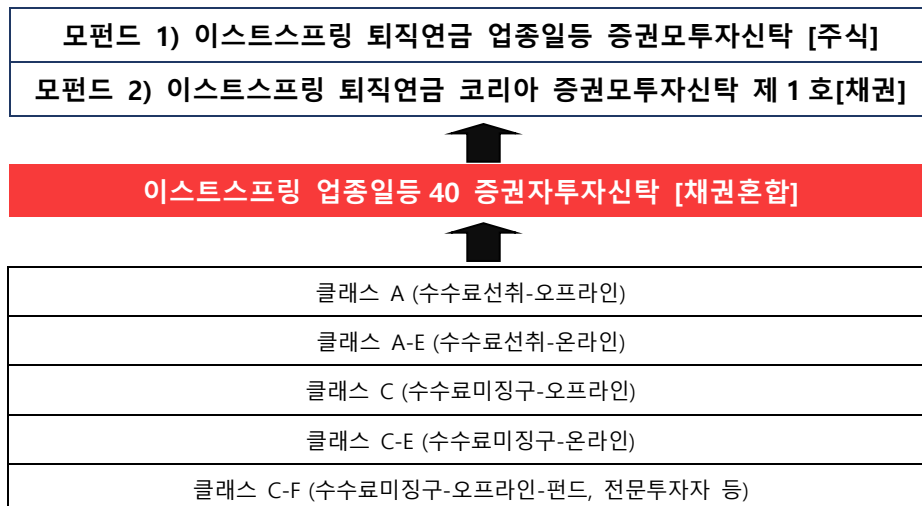 모펀드 1) 이스트스프링 퇴직연금 업종일등 증권모투자신탁 [주식]
모펀드 2) 이스트스프링 퇴직연금 코리아 증권모투자신탁 제 1 호[채권]
이스트스프링 업종일등 40 증권자투자신탁 [채권혼합]
클래스 A (수수료선취-오프라인)
클래스 A-E (수수료선취-온라인)
클래스 C (수수료미징구-오프라인)
클래스 C-E (수수료미징구-온라인)
클래스 C-F (수수료미징구-오프라인-펀드, 전문투자자 등)